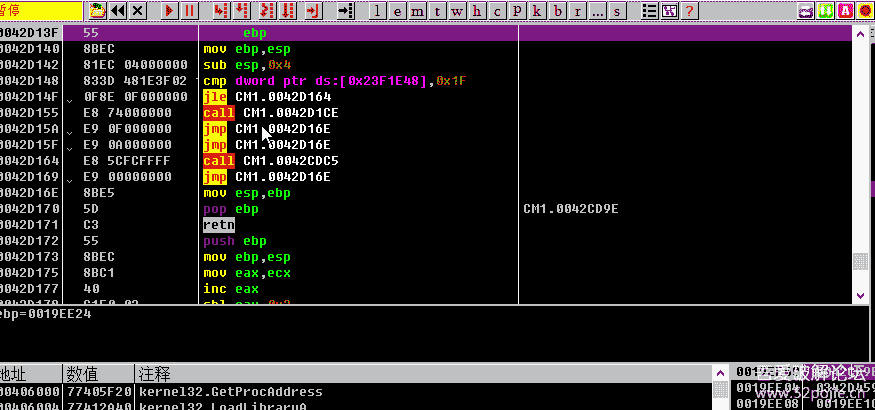 暂停
l e m t w h c p k b r ... s ?
0042D13F 55 ebp
0042D140 8BEC mov ebp,esp
0042D142 81EC 04000000 sub esp,0x4
0042D148 833D 481E3F02 cmp dword ptr ds:[0x23F1E48],0x1F
0042D14F 0F8E 0F000000 jle CM1.0042D164
0042D155 E8 74000000 call CM1.0042D1CE
0042D15A E9 0F000000 jmp CM1.0042D16E
0042D15F E9 0A000000 jmp CM1.0042D16E
0042D164 E8 5CFCFFFF call CM1.0042CDC5
0042D169 E9 00000000 jmp CM1.0042D16E
0042D16E 8BE5 mov esp,ebp
0042D170 5D pop ebp CM1.0042CD9E
0042D171 C3 retn
0042D172 55 push ebp
0042D173 8BEC mov ebp,esp
0042D175 8BC1 mov eax,ecx
0042D177 40 inc eax
ebp=0019EE24
地址 数值 注释
00406000 77405F20 kernel32.GetProcAddress
00406004 77412A40 kernel32.LoadLibraryA
0019EE04 0342D459
0019EE08
吾爱破解论坛
www.52pojie.cn